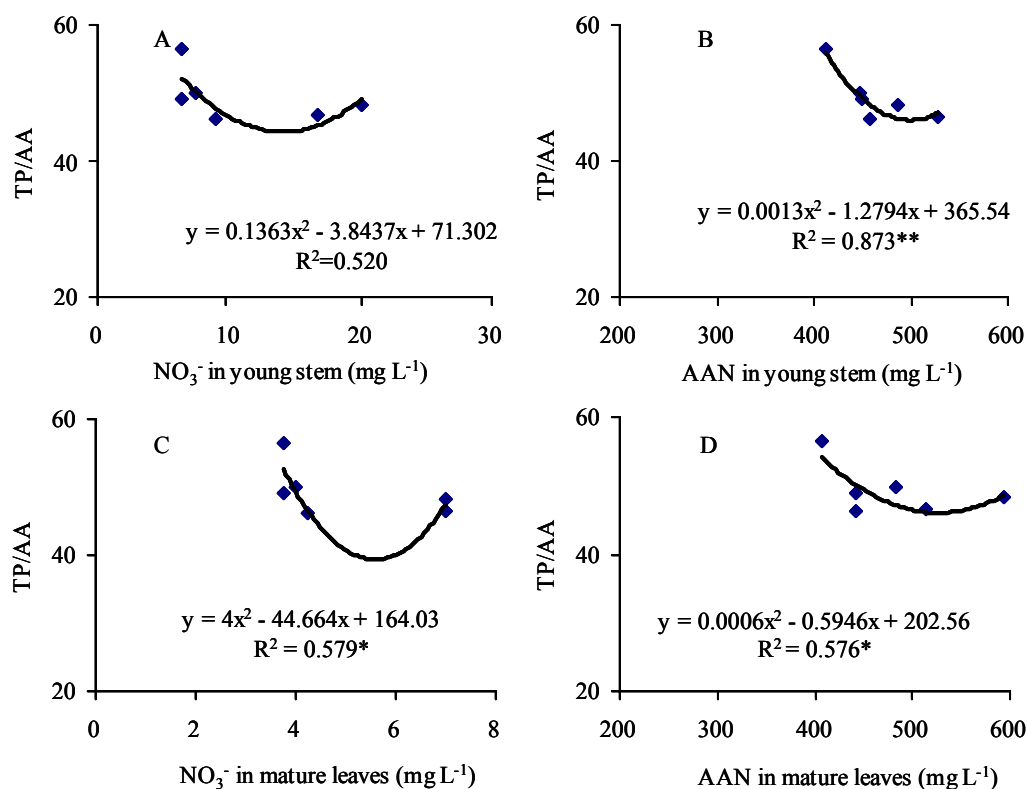 A
60
40
20
TP/AA
y = 0.1363x² - 3.8437x + 71.302
R²=0.520
0 10 20 30
NO₃⁻ in young stem (mg L⁻¹)
B
60
40
20
TP/AA
y = 0.0013x² - 1.2794x + 365.54
R² = 0.873**
200 300 400 500 600
AAN in young stem (mg L⁻¹)
C
60
40
20
TP/AA
y = 4x² - 44.664x + 164.03
R² = 0.579*
0 2 4 6 8
NO₃⁻ in mature leaves (mg L⁻¹)
D
60
40
20
TP/AA
y = 0.0006x² - 0.5946x + 202.56
R² = 0.576*
200 300 400 500 600
AAN in mature leaves (mg L⁻¹)